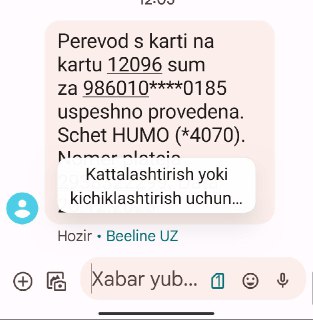 12:05
Perevod s karti na
kartu 12096 sum
za 986010****0185
uspeshno provedena.
Schet HUMO (*4070).
Nomer plateja
Kattalashtirish yoki
kichiklashtirish uchun...
Hozir • Beeline UZ
Xabar yub...
1